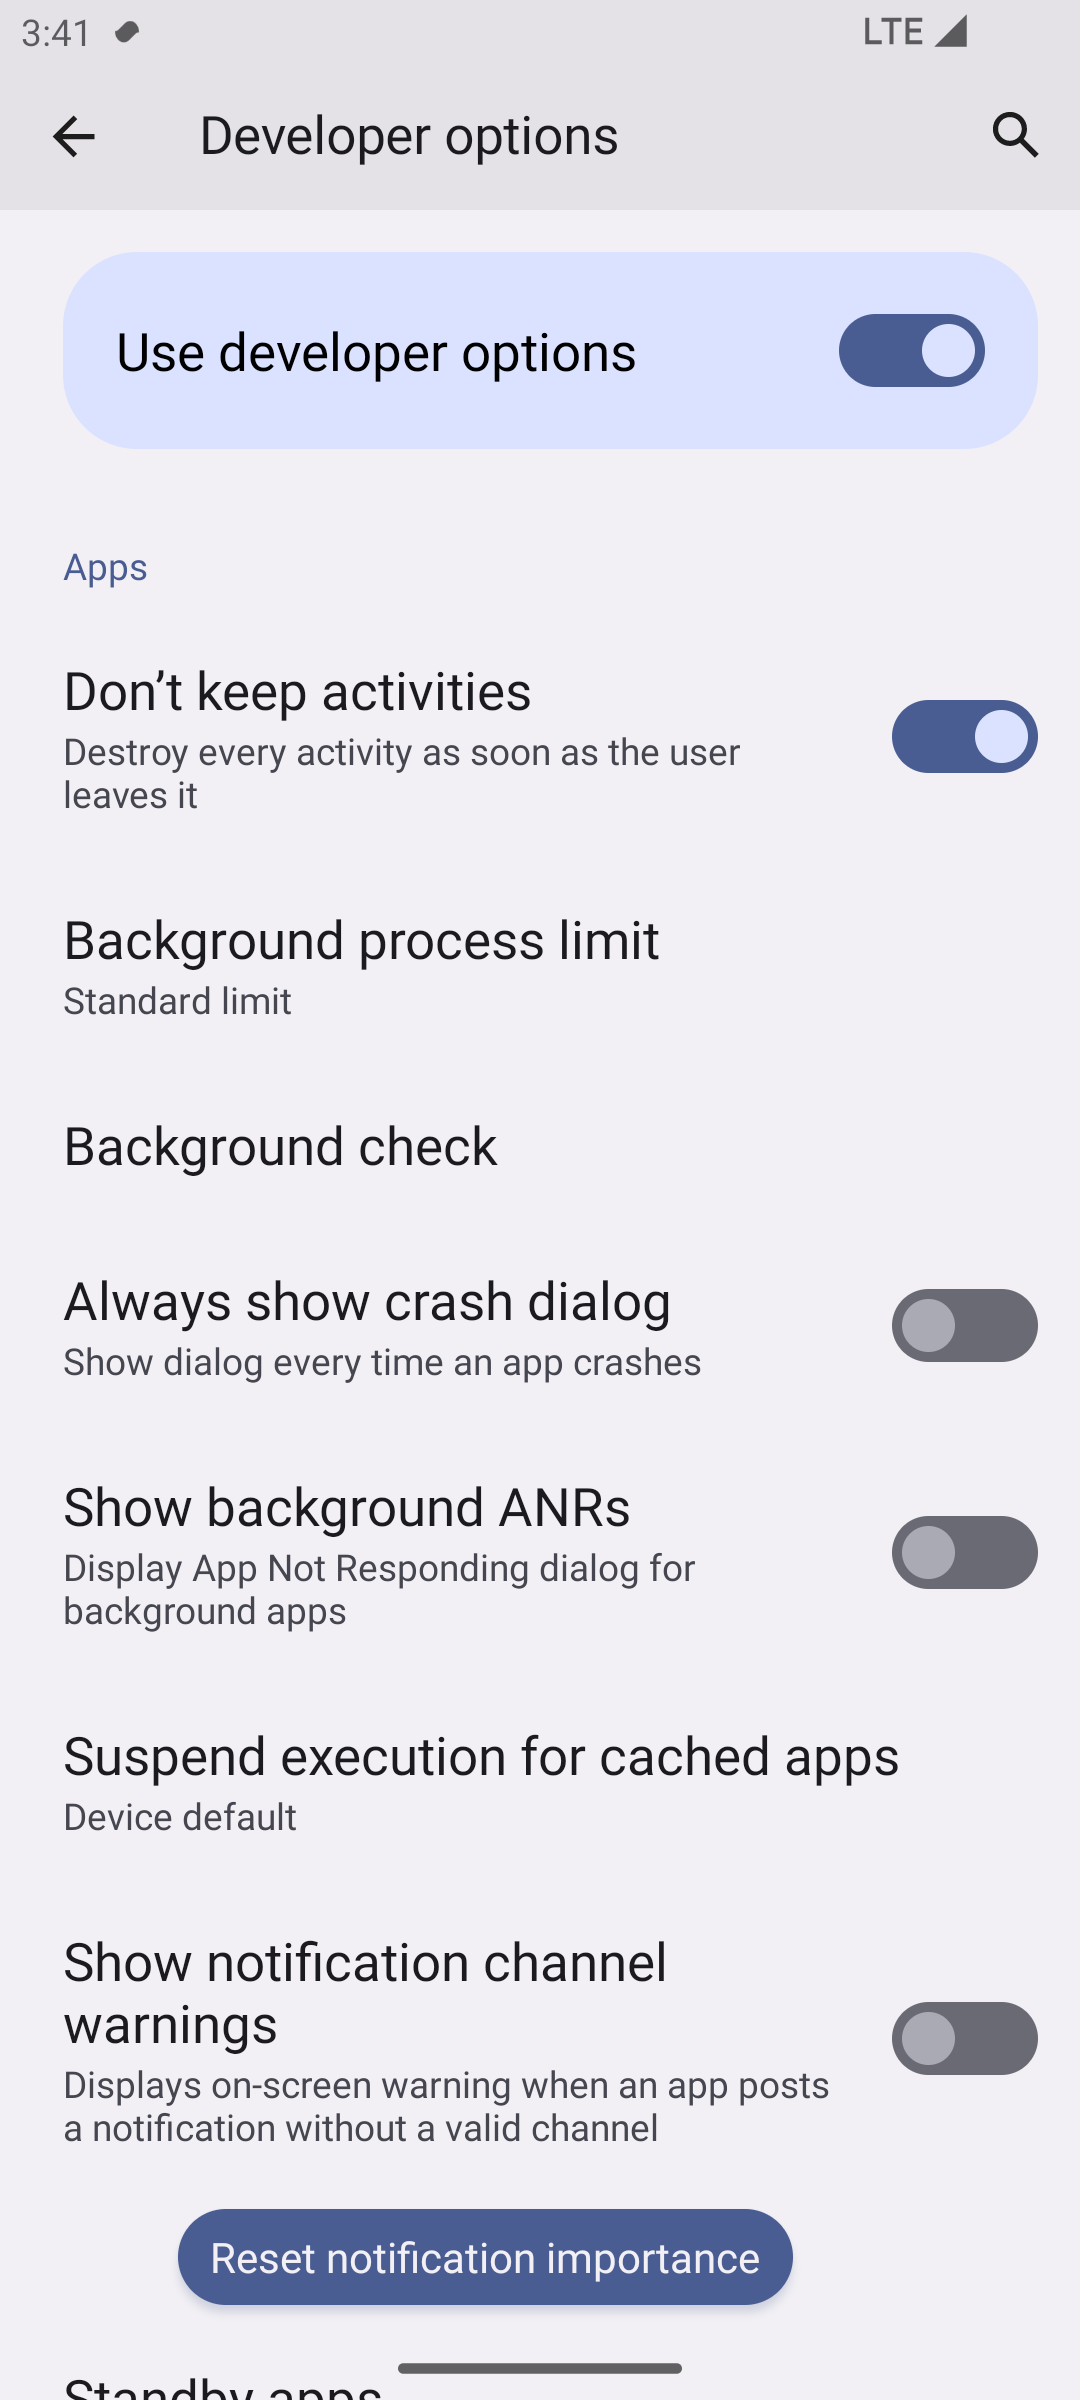 3:41
LTE
Developer options
Use developer options
Apps
Don’t keep activities
Destroy every activity as soon as the user
leaves it
Background process limit
Standard limit
Background check
Always show crash dialog
Show dialog every time an app crashes
Show background ANRs
Display App Not Responding dialog for
background apps
Suspend execution for cached apps
Device default
Show notification channel
warnings
Displays on-screen warning when an app posts
a notification without a valid channel
Reset notification importance
Standby apps